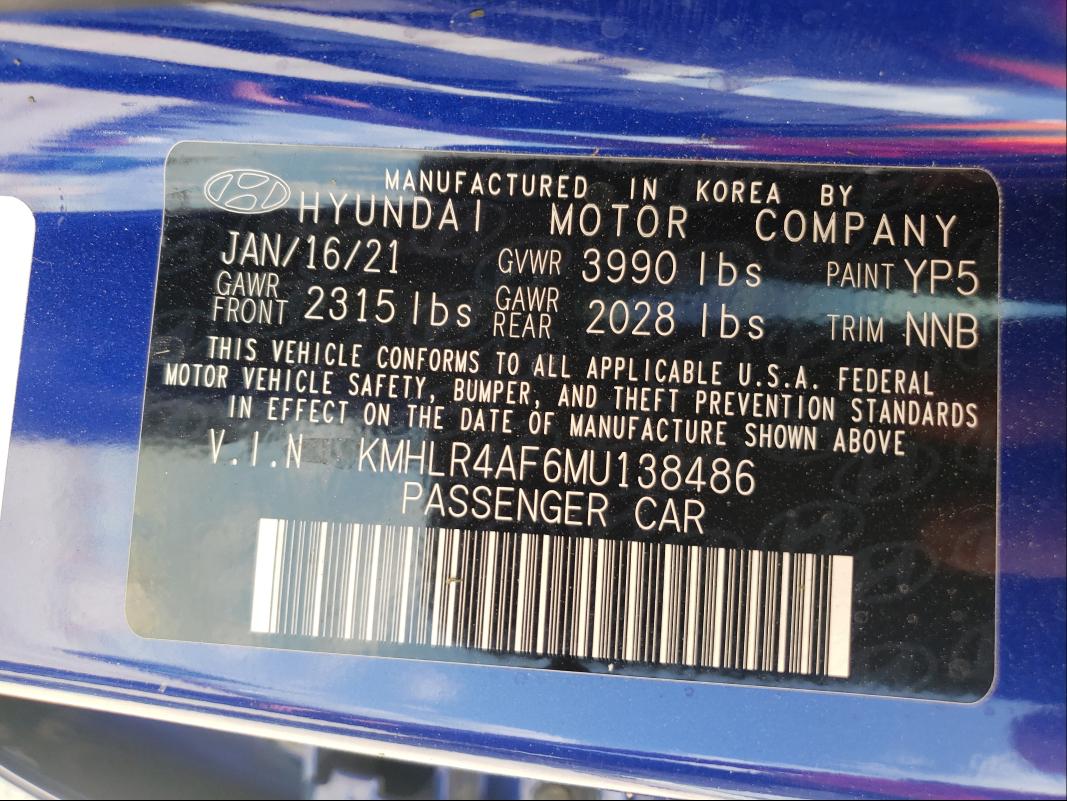 MANUFACTURED IN KOREA BY
HYUNDAI MOTOR COMPANY
JAN/16/21 GVWR 3990 lbs PAINT YP5
GAWR FRONT 2315 lbs GAWR REAR 2028 lbs TRIM NNB
THIS VEHICLE CONFORMS TO ALL APPLICABLE U.S.A. FEDERAL
MOTOR VEHICLE SAFETY, BUMPER, AND THEFT PREVENTION STANDARDS
IN EFFECT ON THE DATE OF MANUFACTURE SHOWN ABOVE
V.I.N KMHLR4AF6MU138486
PASSENGER CAR